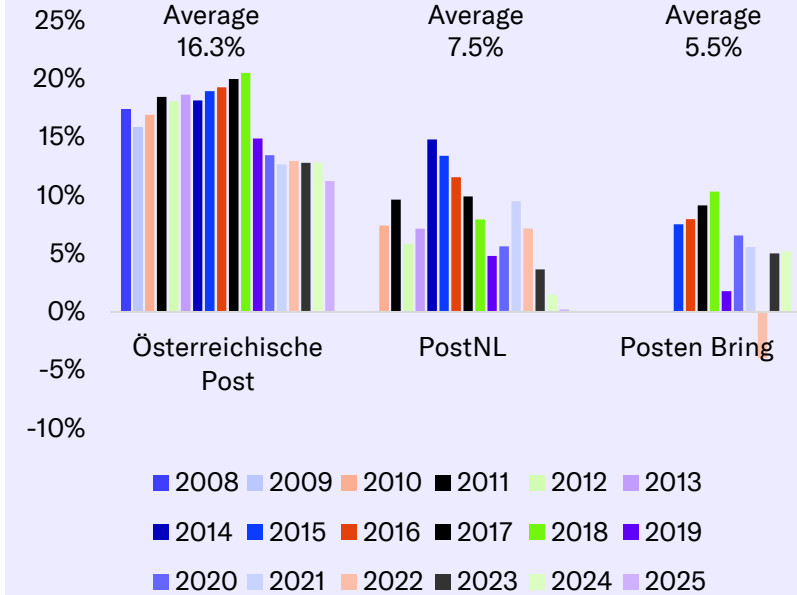 25%
Average
Average
Average
16.3%
7.5%
5.5%
20%
15%
10%
5%
0%
Österreichische
Post
PostNL
Posten Bring
-5%
-10%
2008 2009 2010 2011 2012 2013
2014 2015 2016 2017 2018 2019
2020 2021 2022 2023 2024 2025